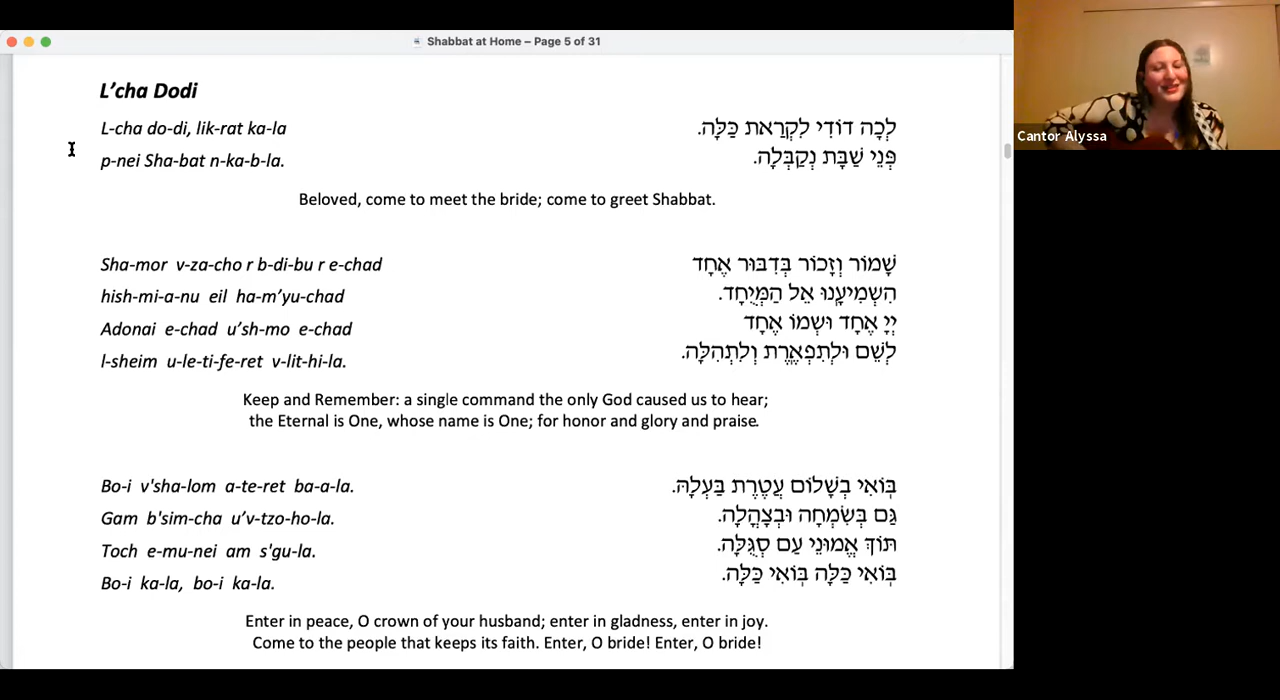 Shabbat at Home – Page 5 of 31
L'cha Dodi
L-cha do-di, lik-rat ka-la
לְכָה דוֹדִי לִקְרַאת כַּלָּה.
p-nei Sha-bat n-ka-b-la.
פְּנֵי שַׁבָּת נְקַבְּלָה.
Beloved, come to meet the bride; come to greet Shabbat.
Sha-mor v-za-cho r b-di-bu r e-chad
שָׁמוֹר וְזָכוֹר בְּדִבּוּר אֶחָד
hish-mi-a-nu eil ha-m'yu-chad
הִשְׁמִיעָֽנוּ אֵל הַמְּיֻחָד.
Adonai e-chad u'sh-mo e-chad
יְיָ אֶחָד וּשְׁמוֹ אֶחָד
l-sheim u-le-ti-fe-ret v-lit-hi-la.
לְשֵׁם וּלְתִפְאֶֽרֶת וְלִתְהִלָּה.
Keep and Remember: a single command the only God caused us to hear;
the Eternal is One, whose name is One; for honor and glory and praise.
Bo-i v'sha-lom a-te-ret ba-a-la.
בּֽוֹאִי בְשָׁלוֹם עֲטֶֽרֶת בַּעְלָהּ.
Gam b'sim-cha u'v-tzo-ho-la.
גַּם בְּשִׂמְחָה וּבְצָהֳלָה.
Toch e-mu-nei am s'gu-la.
תּוֹךְ אֱמוּנֵי עַם סְגֻלָּה.
Bo-i ka-la, bo-i ka-la.
בּֽוֹאִי כַלָּה בּֽוֹאִי כַלָּה.
Enter in peace, O crown of your husband; enter in gladness, enter in joy.
Come to the people that keeps its faith. Enter, O bride! Enter, O bride!
Cantor Alyssa